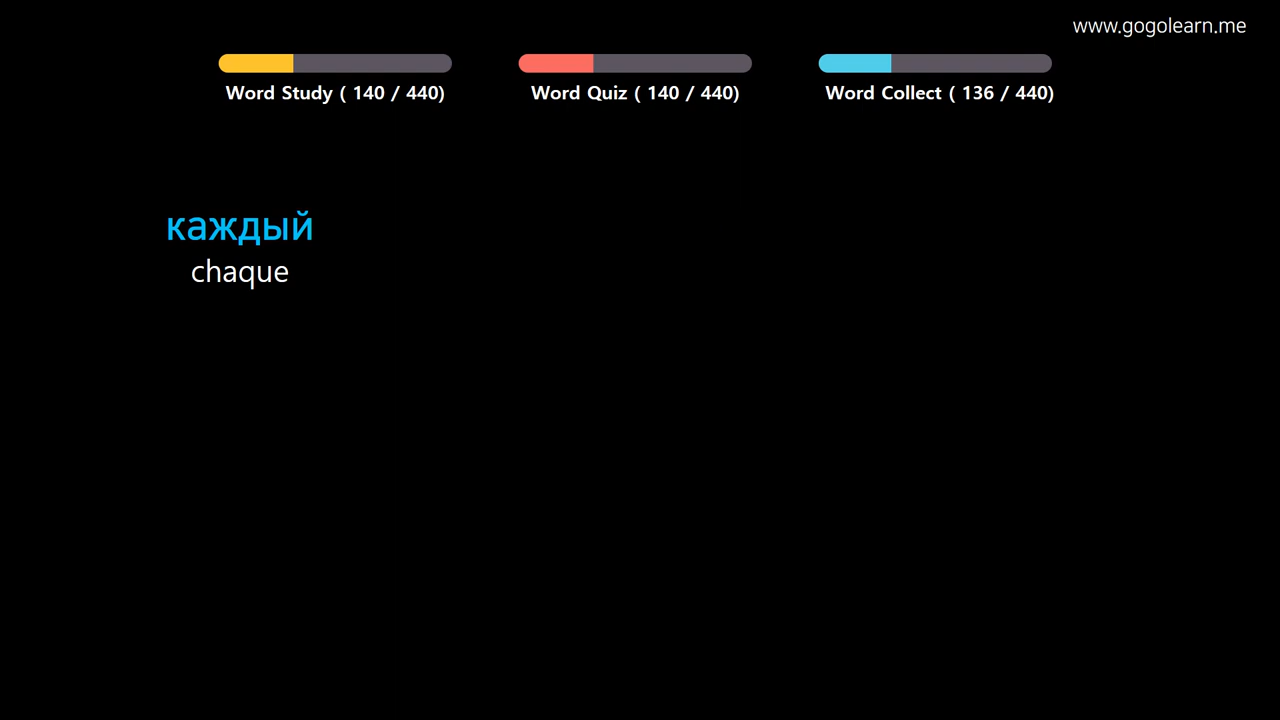 www.gogolearn.me
Word Study ( 140 / 440)
Word Quiz ( 140 / 440)
Word Collect ( 136 / 440)
каждый
chaque